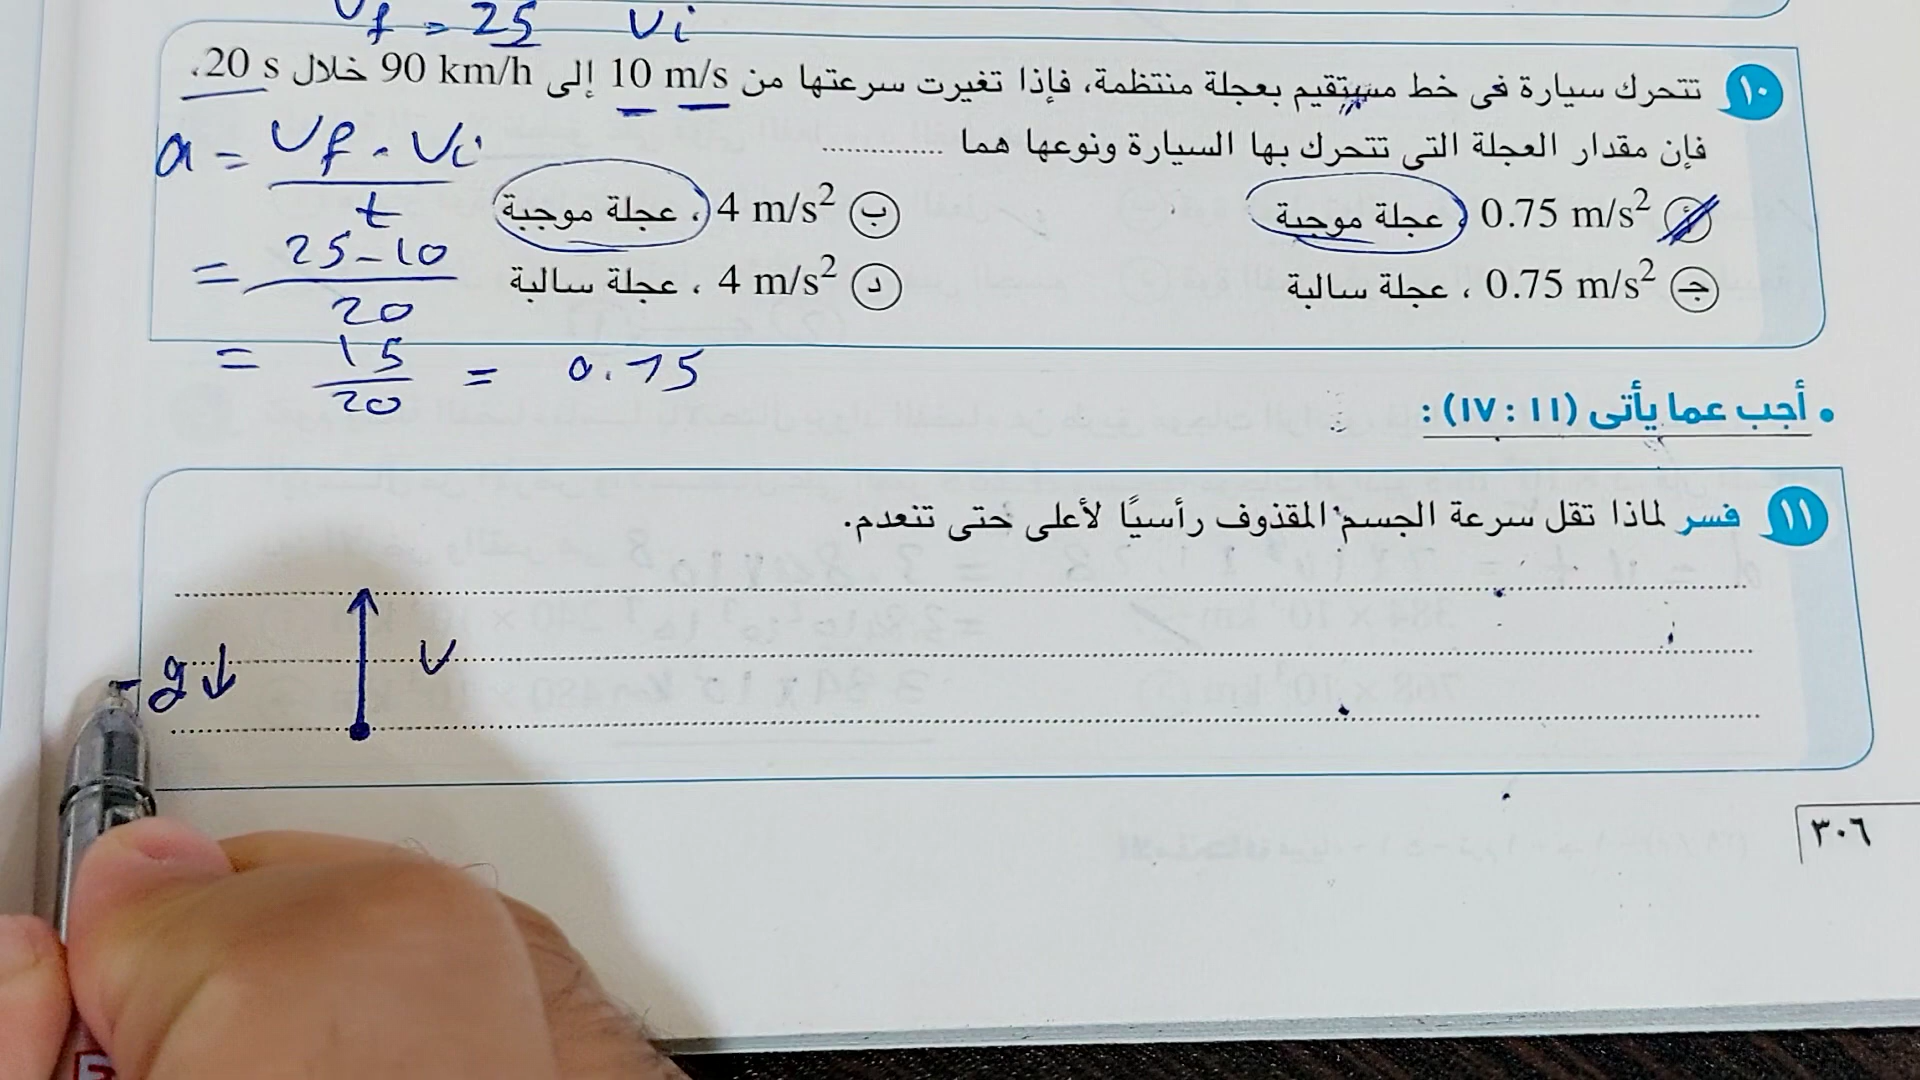 Vf = 25 Vi
١٠ تتحرك سيارة فى خط مستقيم بعجلة منتظمة، فإذا تغيرت سرعتها من 10 m/s إلى 90 km/h خلال 20 s،
فإن مقدار العجلة التى تتحرك بها السيارة ونوعها هما ...............
أ 0.75 m/s²، عجلة موجبة
ب 4 m/s²، عجلة موجبة
ج 0.75 m/s²، عجلة سالبة
د 4 m/s²، عجلة سالبة
a = Vf - Vi
t
= 25-10
20
= 15
20
= 0.75
• أجب عما يأتى (١١ : ١٧) :
١١ فسر لماذا تقل سرعة الجسم المقذوف رأسيًا لأعلى حتى تنعدم.
V
- g ↓
٣٠٦